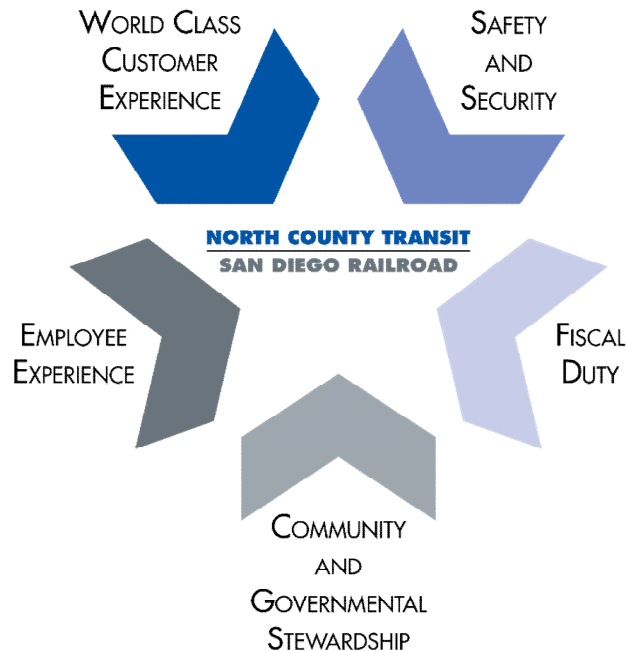 World Class
Customer
Experience
Safety
and
Security
NORTH COUNTY TRANSIT
SAN DIEGO RAILROAD
Employee
Experience
Fiscal
Duty
Community
and
Governmental
Stewardship